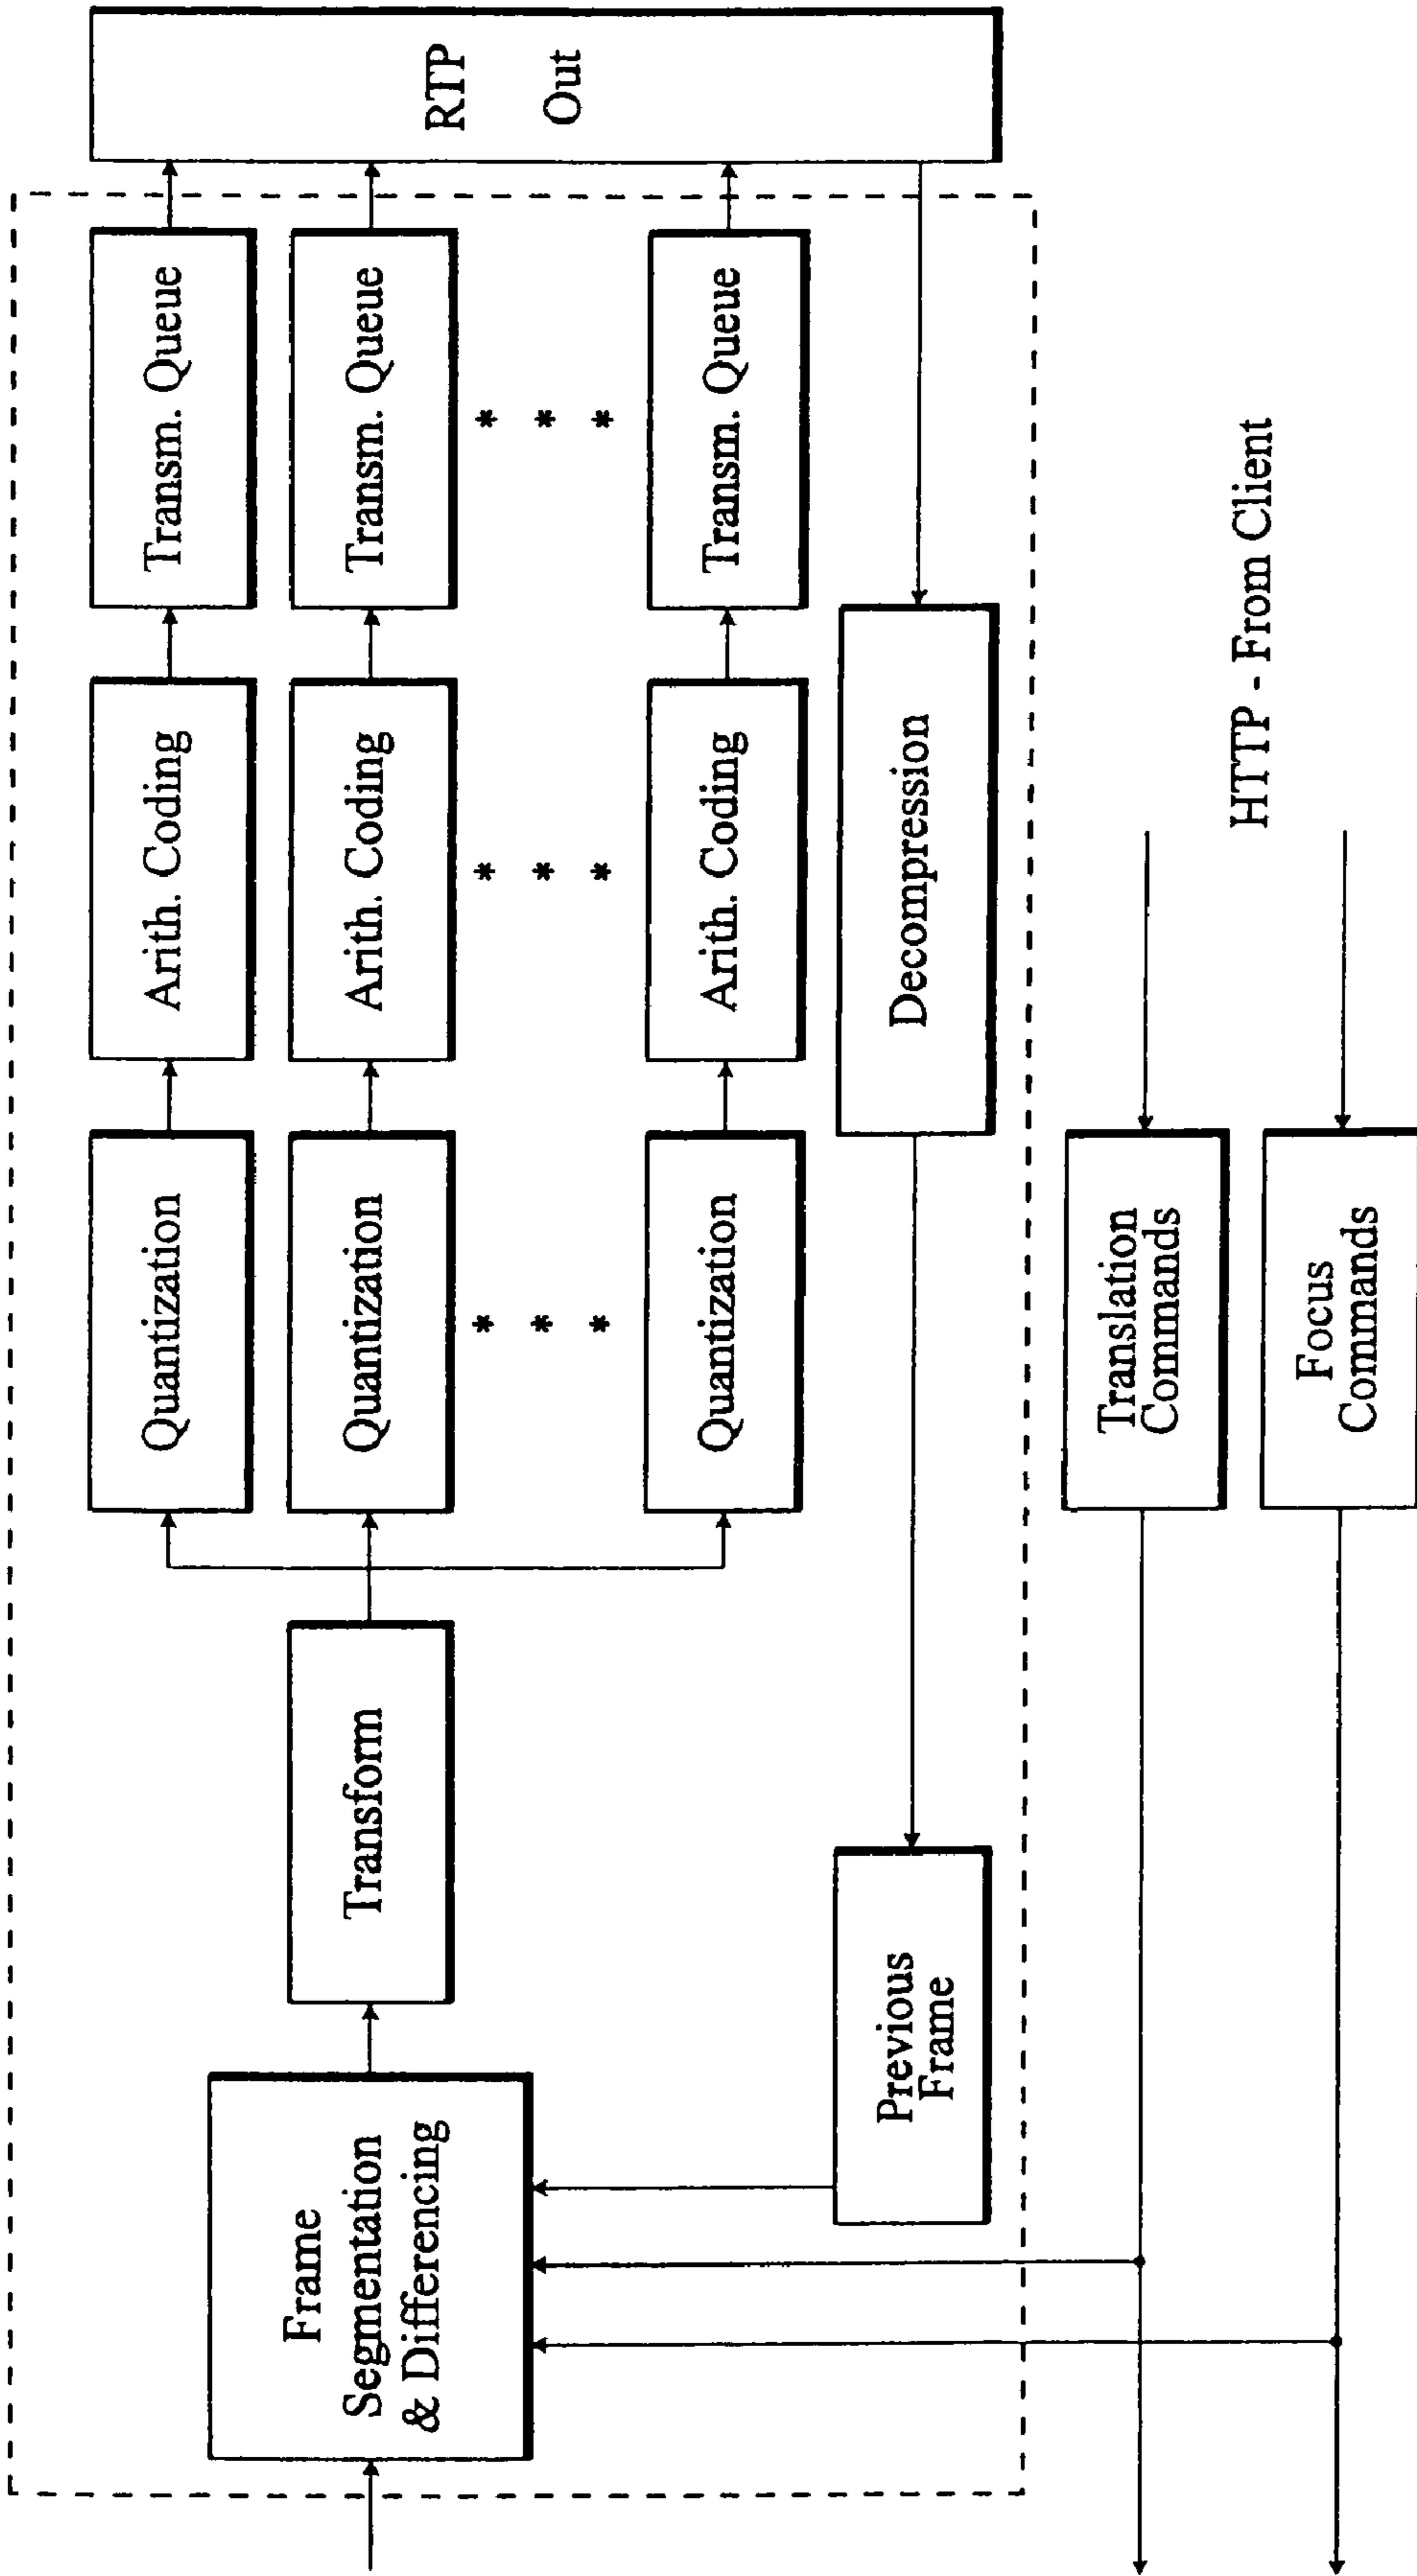 Frame
Segmentation
& Differencing
Transform
Quantization
Arith. Coding
Transm. Queue
Quantization
Arith. Coding
Transm. Queue
* * *
* * *
* * *
Quantization
Arith. Coding
Transm. Queue
RTP
Out
Previous
Frame
Decompression
Translation
Commands
Focus
Commands
HTTP - From Client